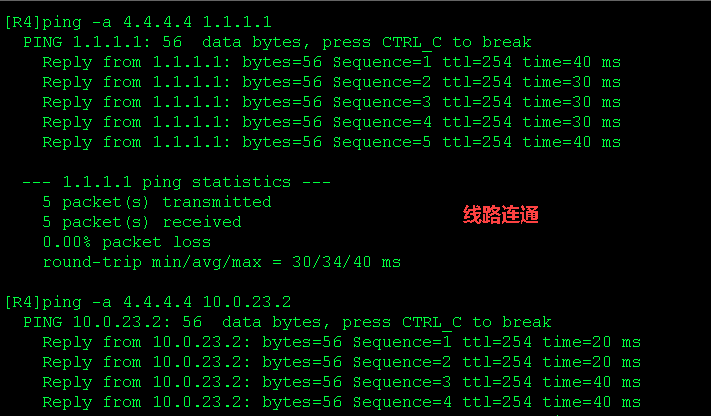 [R4]ping -a 4.4.4.4 1.1.1.1
PING 1.1.1.1: 56  data bytes, press CTRL_C to break
Reply from 1.1.1.1: bytes=56 Sequence=1 ttl=254 time=40 ms
Reply from 1.1.1.1: bytes=56 Sequence=2 ttl=254 time=30 ms
Reply from 1.1.1.1: bytes=56 Sequence=3 ttl=254 time=30 ms
Reply from 1.1.1.1: bytes=56 Sequence=4 ttl=254 time=30 ms
Reply from 1.1.1.1: bytes=56 Sequence=5 ttl=254 time=40 ms
--- 1.1.1.1 ping statistics ---
5 packet(s) transmitted
5 packet(s) received
线路连通
0.00% packet loss
round-trip min/avg/max = 30/34/40 ms
[R4]ping -a 4.4.4.4 10.0.23.2
PING 10.0.23.2: 56  data bytes, press CTRL_C to break
Reply from 10.0.23.2: bytes=56 Sequence=1 ttl=254 time=20 ms
Reply from 10.0.23.2: bytes=56 Sequence=2 ttl=254 time=20 ms
Reply from 10.0.23.2: bytes=56 Sequence=3 ttl=254 time=40 ms
Reply from 10.0.23.2: bytes=56 Sequence=4 ttl=254 time=40 ms